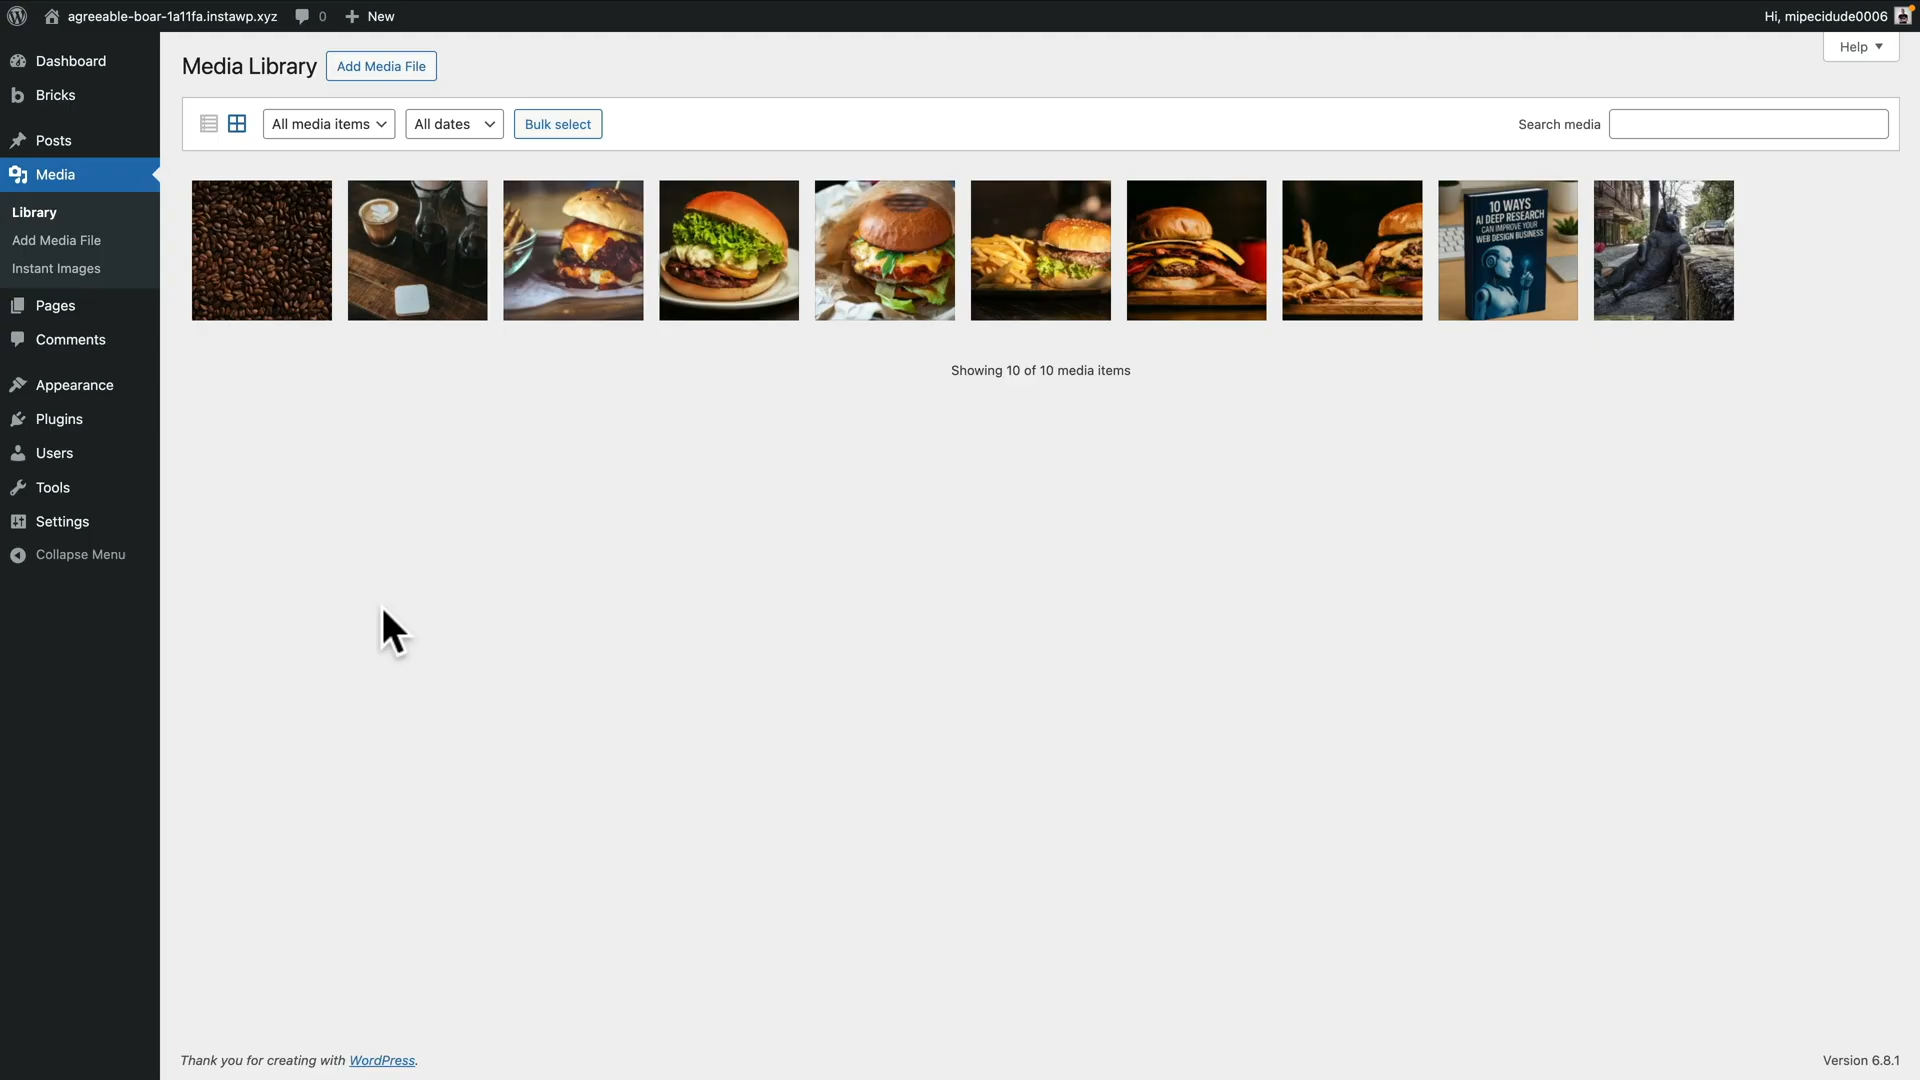 agreeable-boar-1a11fa.instawp.xyz 0 New Hi, mipecidude0006
Help
Dashboard
Bricks
Posts
Media
Library
Add Media File
Instant Images
Pages
Comments
Appearance
Plugins
Users
Tools
Settings
Collapse Menu
Media Library Add Media File
All media items All dates Bulk select Search media
10 WAYS
AI DEEP RESEARCH
CAN IMPROVE YOUR
WEB DESIGN BUSINESS
Showing 10 of 10 media items
Thank you for creating with WordPress. Version 6.8.1